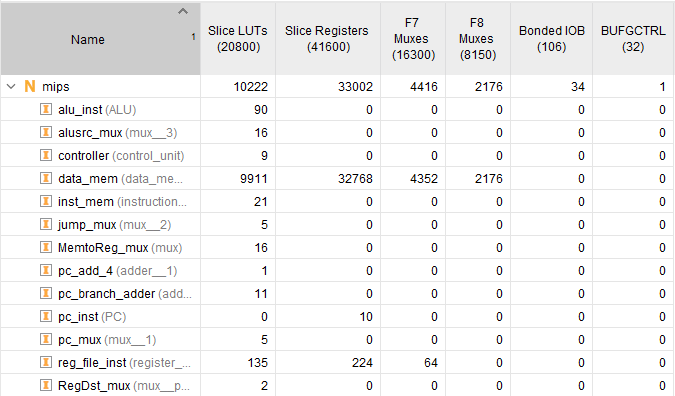 Name 1 Slice LUTs (20800) Slice Registers (41600) F7 Muxes (16300) F8 Muxes (8150) Bonded IOB (106) BUFGCTRL (32)
N mips 10222 33002 4416 2176 34 1
I alu_inst (ALU) 90 0 0 0 0 0
I alusrc_mux (mux__3) 16 0 0 0 0 0
I controller (control_unit) 9 0 0 0 0 0
I data_mem (data_me... 9911 32768 4352 2176 0 0
I inst_mem (instruction... 21 0 0 0 0 0
I jump_mux (mux__2) 5 0 0 0 0 0
I MemtoReg_mux (mux) 16 0 0 0 0 0
I pc_add_4 (adder__1) 1 0 0 0 0 0
I pc_branch_adder (add... 11 0 0 0 0 0
I pc_inst (PC) 0 10 0 0 0 0
I pc_mux (mux__1) 5 0 0 0 0 0
I reg_file_inst (register_... 135 224 64 0 0 0
I RegDst_mux (mux__p... 2 0 0 0 0 0